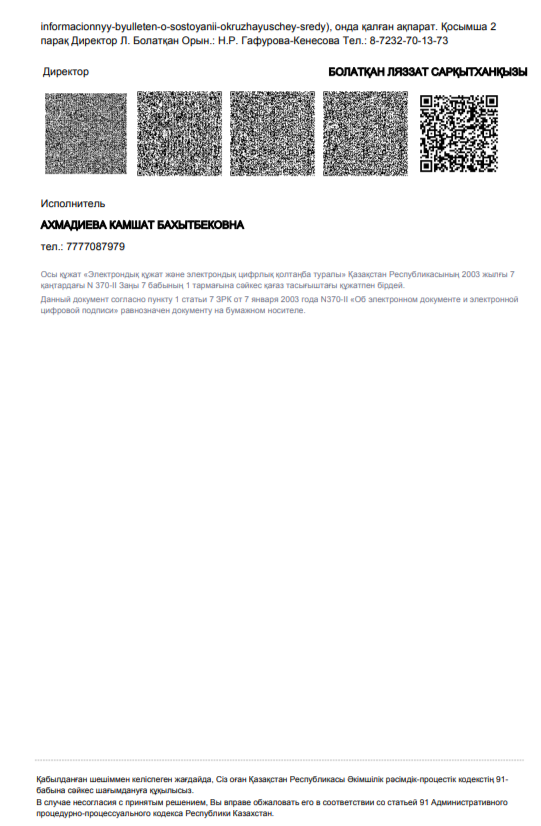 informacionnyy-byulleten-o-sostoyanii-okruzhayuschey-sredy), онда қалған ақпарат. Қосымша 2
парақ Директор Л. Болатқан Орын.: Н.Р. Гафурова-Кенесова Тел.: 8-7232-70-13-73
Директор БОЛАТҚАН ЛЯЗЗАТ САРҚЫТХАНҚЫЗЫ
Исполнитель
АХМАДИЕВА КАМШАТ БАХЫТБЕКОВНА
тел.: 7777087979
Осы құжат «Электрондық құжат және электрондық цифрлық қолтаңба туралы» Қазақстан Республикасының 2003 жылғы 7
қаңтардағы N 370-II Заңы 7 бабының 1 тармағына сәйкес қағаз тасығыштағы құжатпен бірдей.
Данный документ согласно пункту 1 статьи 7 ЗРК от 7 января 2003 года N370-II «Об электронном документе и электронной
цифровой подписи» равнозначен документу на бумажном носителе.
Қабылданған шешіммен келіспеген жағдайда, Сіз оған Қазақстан Республикасы Әкімшілік рәсімдік-процестік кодекстің 91-
бабына сәйкес шағымдануға құқылысыз.
В случае несогласия с принятым решением, Вы вправе обжаловать его в соответствии со статьей 91 Административного
процедурно-процессуального кодекса Республики Казахстан.